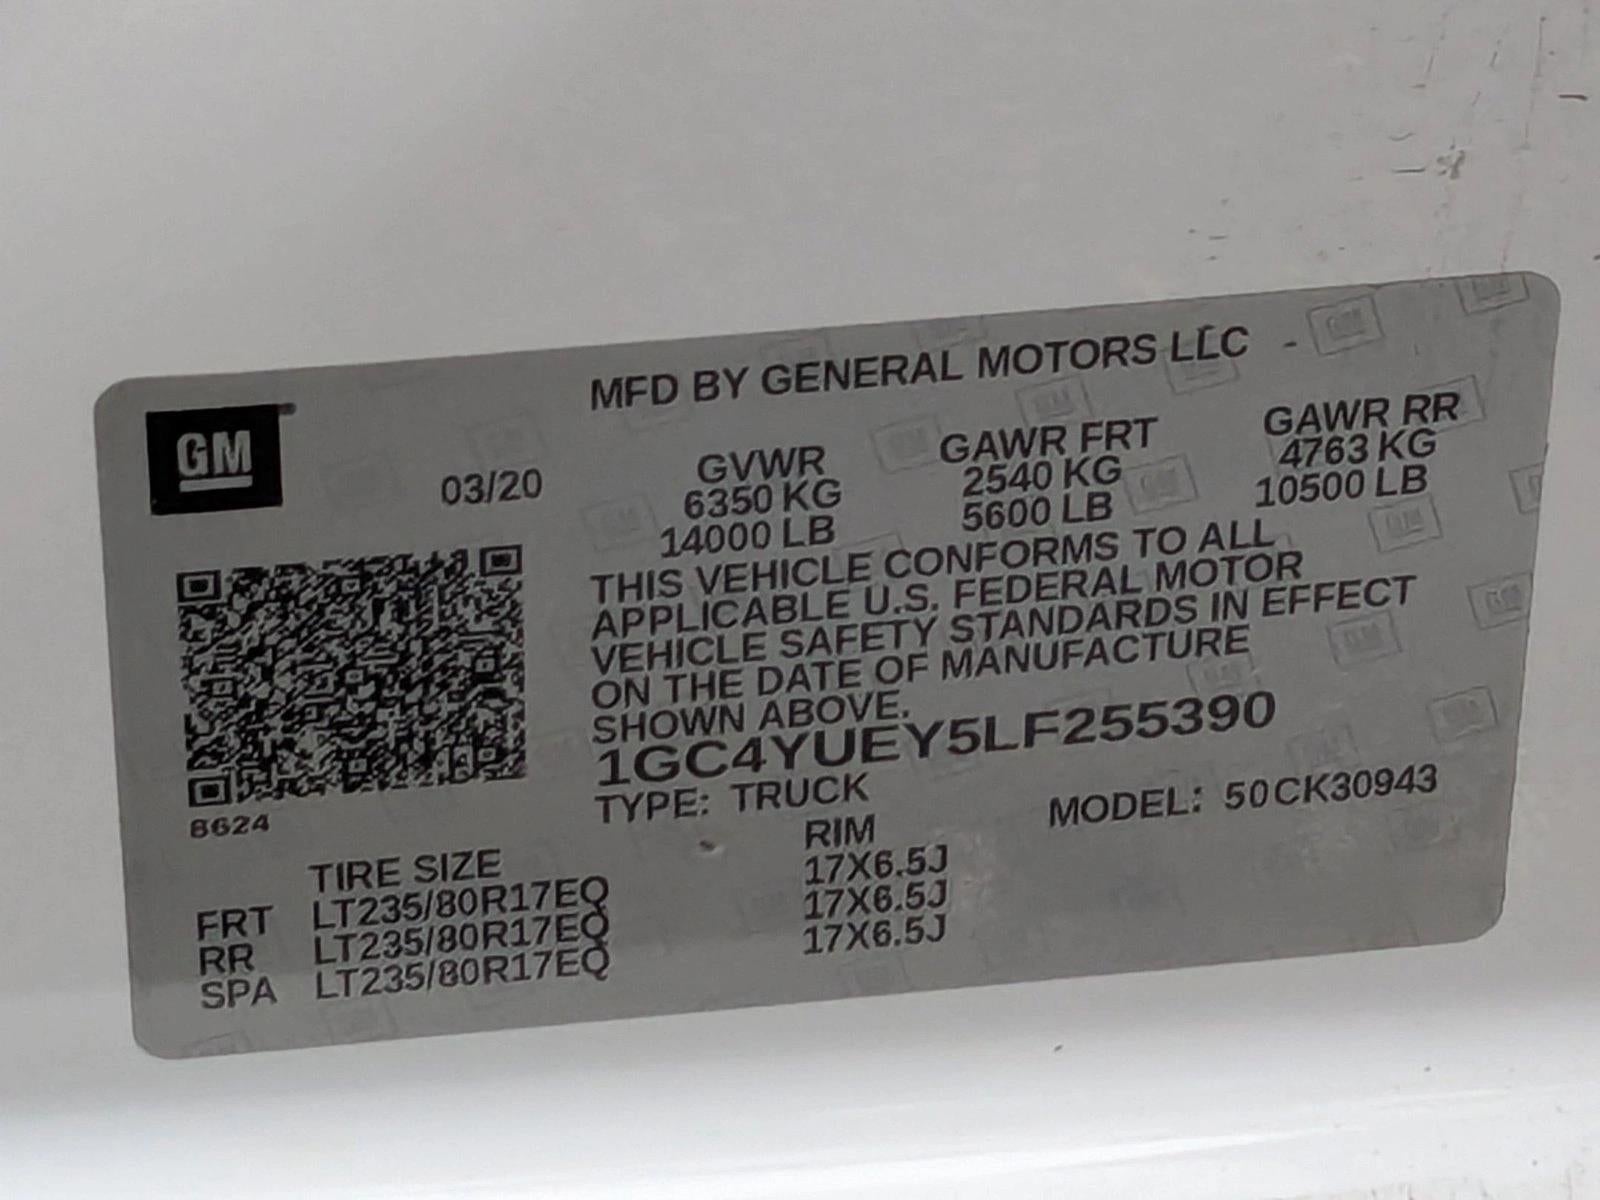 MFD BY GENERAL MOTORS LLC
GM
03/20
GVWR GAWR FRT GAWR RR
6350 KG 2540 KG 4763 KG
14000 LB 5600 LB 10500 LB
THIS VEHICLE CONFORMS TO ALL
APPLICABLE U.S. FEDERAL MOTOR
VEHICLE SAFETY STANDARDS IN EFFECT
ON THE DATE OF MANUFACTURE
SHOWN ABOVE.
1GC4YUEY5LF255390
TYPE: TRUCK MODEL: 50CK30943
8624
TIRE SIZE RIM
FRT LT235/80R17EQ 17X6.5J
RR LT235/80R17EQ 17X6.5J
SPA LT235/80R17EQ 17X6.5J